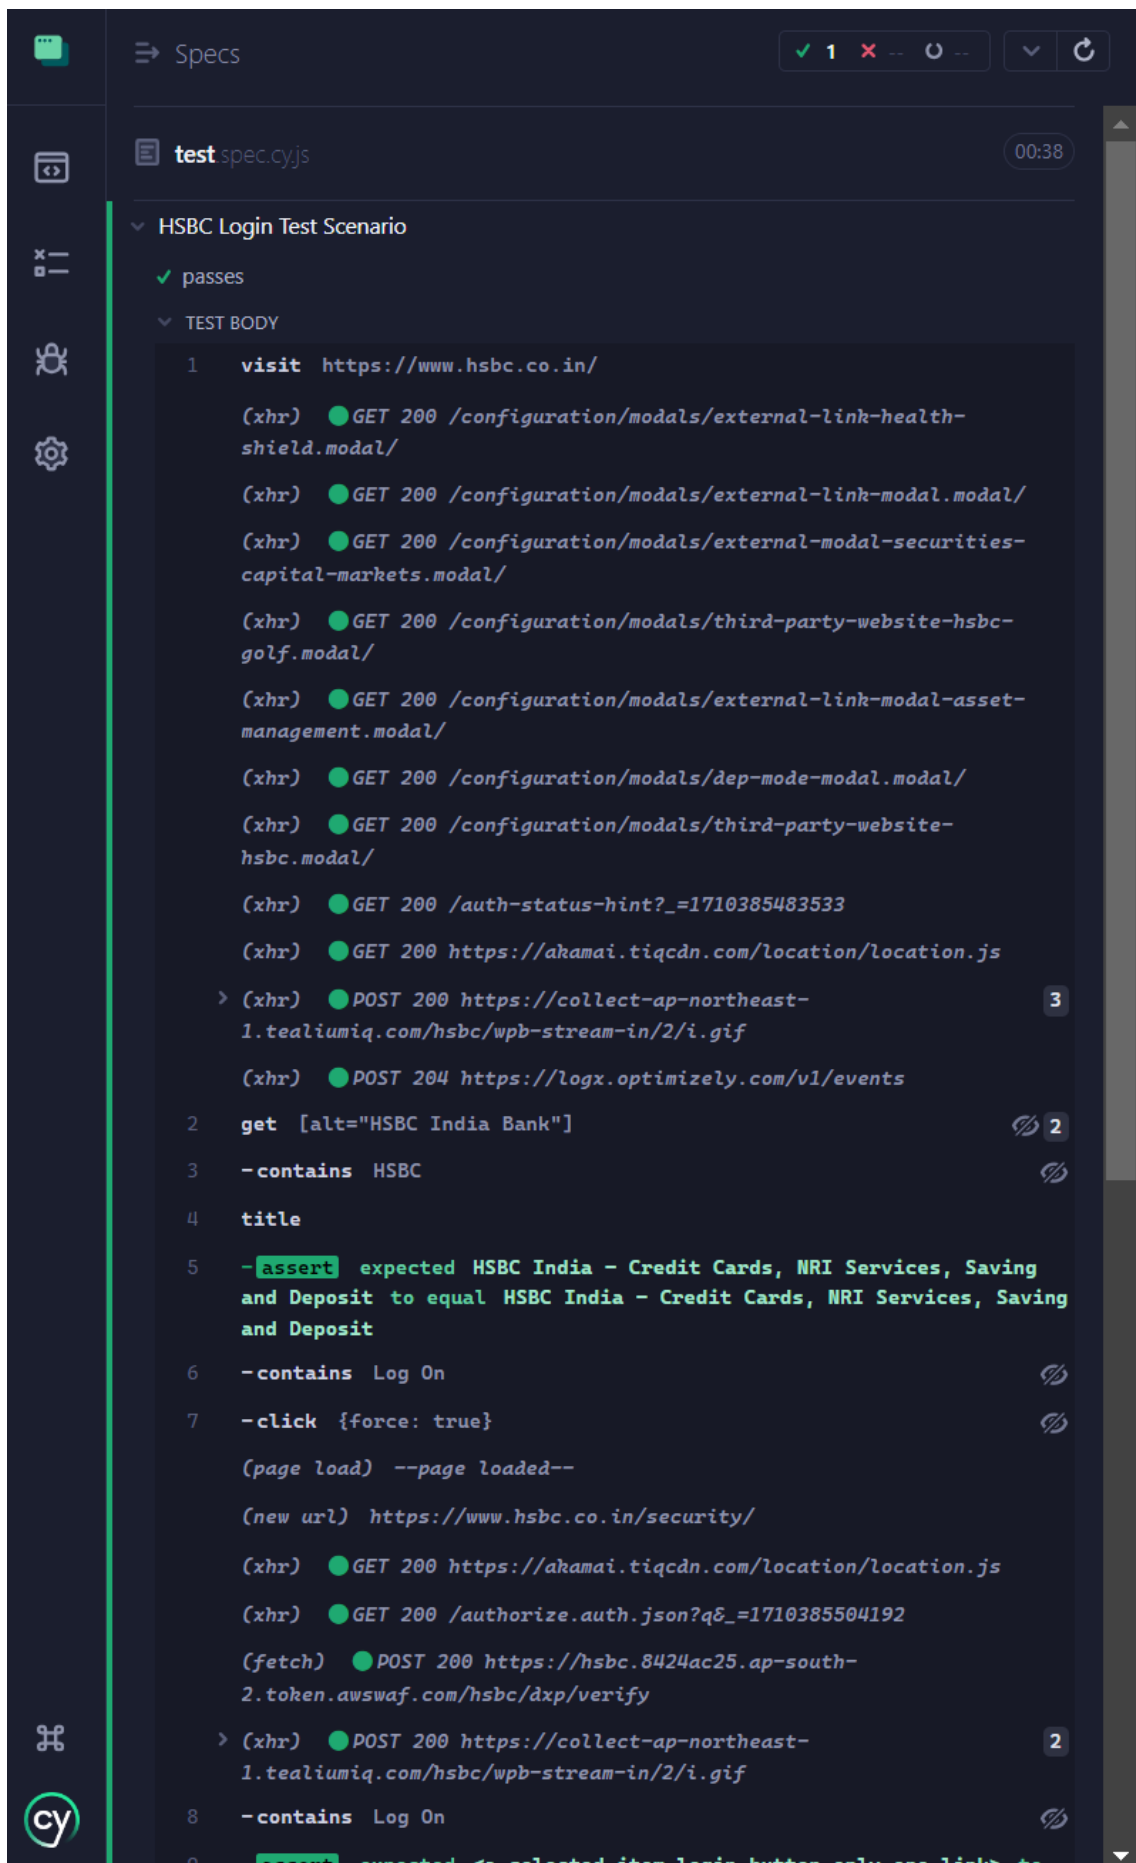 Specs
1 -- --
test.spec.cy.js
00:38
HSBC Login Test Scenario
passes
TEST BODY
1 visit https://www.hsbc.co.in/
(xhr) GET 200 /configuration/modals/external-link-health-
shield.modal/
(xhr) GET 200 /configuration/modals/external-link-modal.modal/
(xhr) GET 200 /configuration/modals/external-modal-securities-
capital-markets.modal/
(xhr) GET 200 /configuration/modals/third-party-website-hsbc-
golf.modal/
(xhr) GET 200 /configuration/modals/external-link-modal-asset-
management.modal/
(xhr) GET 200 /configuration/modals/dep-mode-modal.modal/
(xhr) GET 200 /configuration/modals/third-party-website-
hsbc.modal/
(xhr) GET 200 /auth-status-hint?_=1710385483533
(xhr) GET 200 https://akamai.tiqcdn.com/location/location.js
(xhr) POST 200 https://collect-ap-northeast- 3
1.tealiumiq.com/hsbc/wpb-stream-in/2/i.gif
(xhr) POST 204 https://logx.optimizely.com/v1/events
2 get [alt="HSBC India Bank"] 2
3 -contains HSBC
4 title
5 -assert expected HSBC India - Credit Cards, NRI Services, Saving
and Deposit to equal HSBC India - Credit Cards, NRI Services, Saving
and Deposit
6 -contains Log On
7 -click {force: true}
(page load) --page loaded--
(new url) https://www.hsbc.co.in/security/
(xhr) GET 200 https://akamai.tiqcdn.com/location/location.js
(xhr) GET 200 /authorize.auth.json?q&_=1710385504192
(fetch) POST 200 https://hsbc.8424ac25.ap-south-
2.token.awswaf.com/hsbc/dxp/verify
(xhr) POST 200 https://collect-ap-northeast- 2
1.tealiumiq.com/hsbc/wpb-stream-in/2/i.gif
cy
8 -contains Log On